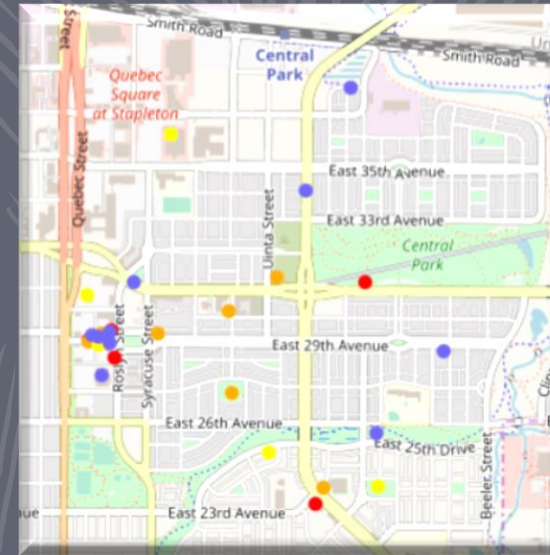 Street
Smith Road
Central
Park
Smith Road
Quebec
Square
at Stapleton
Quebec Street
East 35th Avenue
Uinta Street
East 33rd Avenue
Central
Park
Syracuse Street
East 29th Avenue
East 26th Avenue
East 25th Drive
Beeler Street
East 23rd Avenue